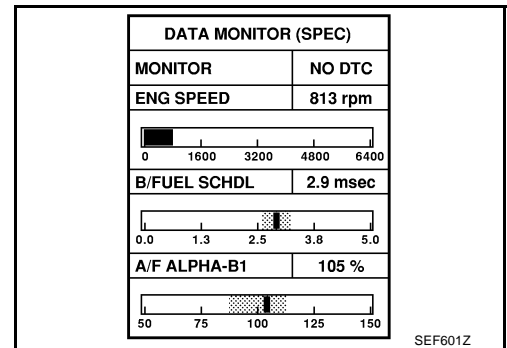 DATA MONITOR (SPEC)
MONITOR NO DTC
ENG SPEED 813 rpm
0 1600 3200 4800 6400
B/FUEL SCHDL 2.9 msec
0.0 1.3 2.5 3.8 5.0
A/F ALPHA-B1 105 %
50 75 100 125 150
SEF601Z